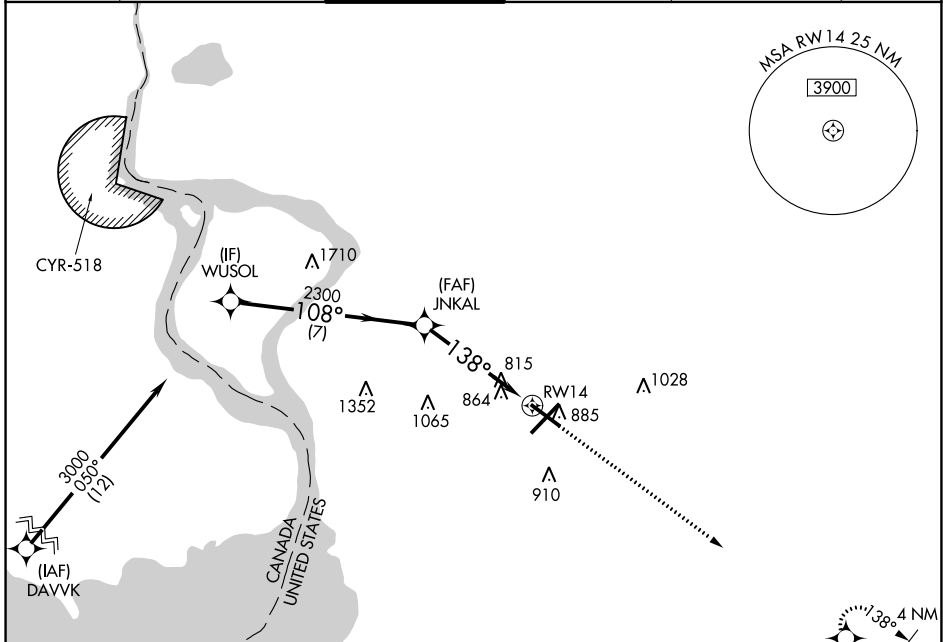 MSA RW14 25 NM
3900
CYR-518
(IF)
WUSOL
1710
2300
108°
(7)
(FAF)
JNKAL
138°
815
864
RW14
885
1028
1352
1065
910
3000
050°
(12)
(IAF)
DAVVK
CANADA
UNITED STATES
138°
4 NM